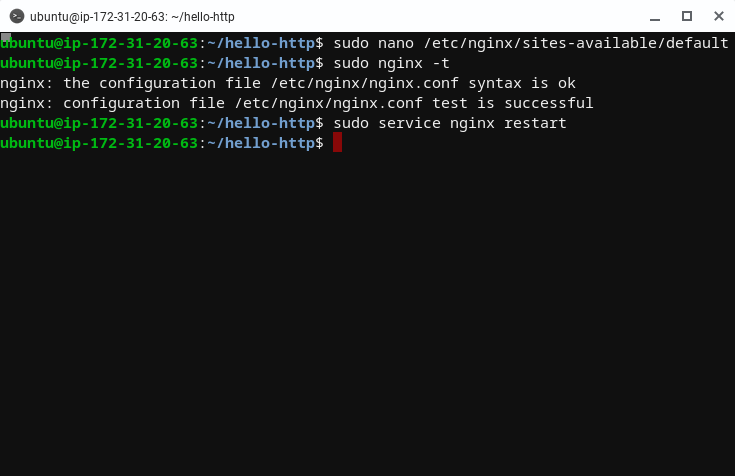 ubuntu@ip-172-31-20-63: ~/hello-http
ubuntu@ip-172-31-20-63:~/hello-http$ sudo nano /etc/nginx/sites-available/default
ubuntu@ip-172-31-20-63:~/hello-http$ sudo nginx -t
nginx: the configuration file /etc/nginx/nginx.conf syntax is ok
nginx: configuration file /etc/nginx/nginx.conf test is successful
ubuntu@ip-172-31-20-63:~/hello-http$ sudo service nginx restart
ubuntu@ip-172-31-20-63:~/hello-http$